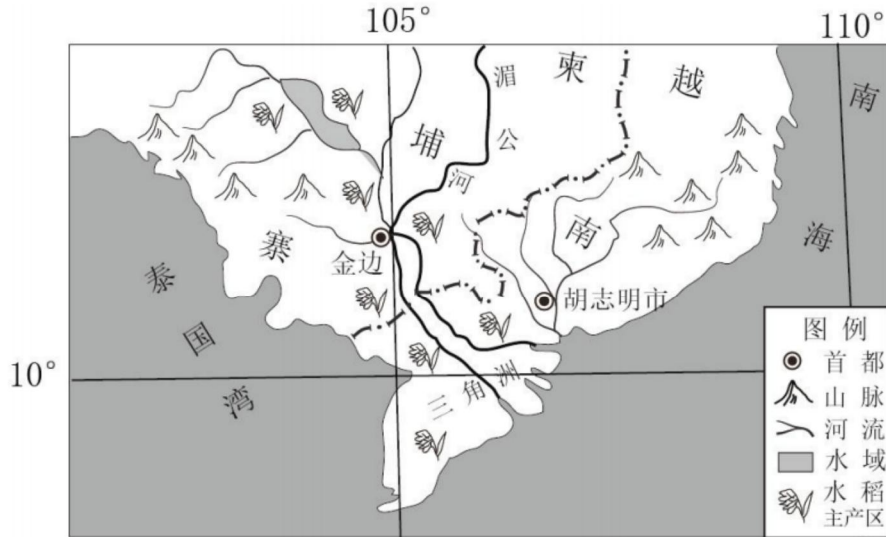 105°
110°
湄公河
柬埔寨
越南
南海
金边
胡志明市
泰国湾
10°
三角洲
图例
首都
山脉
河流
水域
水稻
主产区